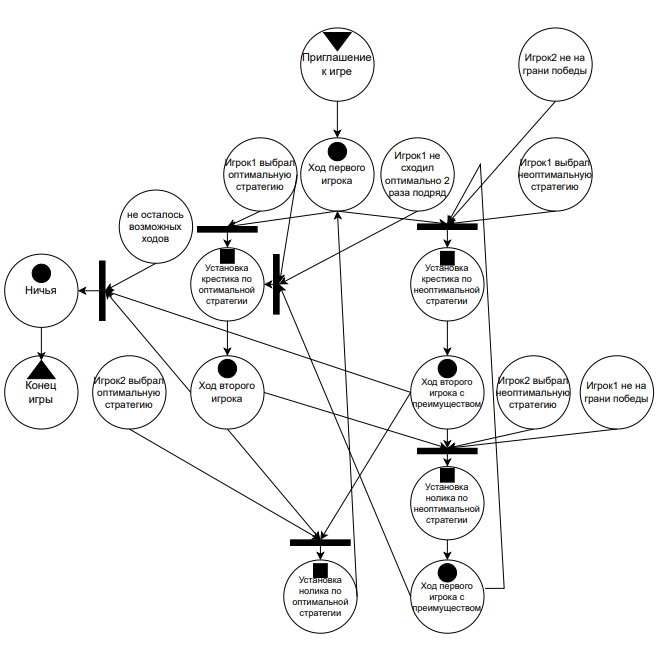 Приглашение
к игре
Игрок2 не на
грани победы
Игрок1 выбрал
оптимальную
стратегию
Ход первого
игрока
Игрок1 не
сходил
оптимально 2
раза подряд
Игрок1 выбрал
неоптимальную
стратегию
не осталось
возможных
ходов
Ничья
Установка
крестика по
оптимальной
стратегии
Установка
крестика по
неоптимальной
стратегии
Конец
игры
Игрок2 выбрал
оптимальную
стратегию
Ход второго
игрока
Ход второго
игрока с
преимуществом
Игрок2 выбрал
неоптимальную
стратегию
Игрок1 не на
грани победы
Установка
нолика по
неоптимальной
стратегии
Установка
нолика по
оптимальной
стратегии
Ход первого
игрока с
преимуществом